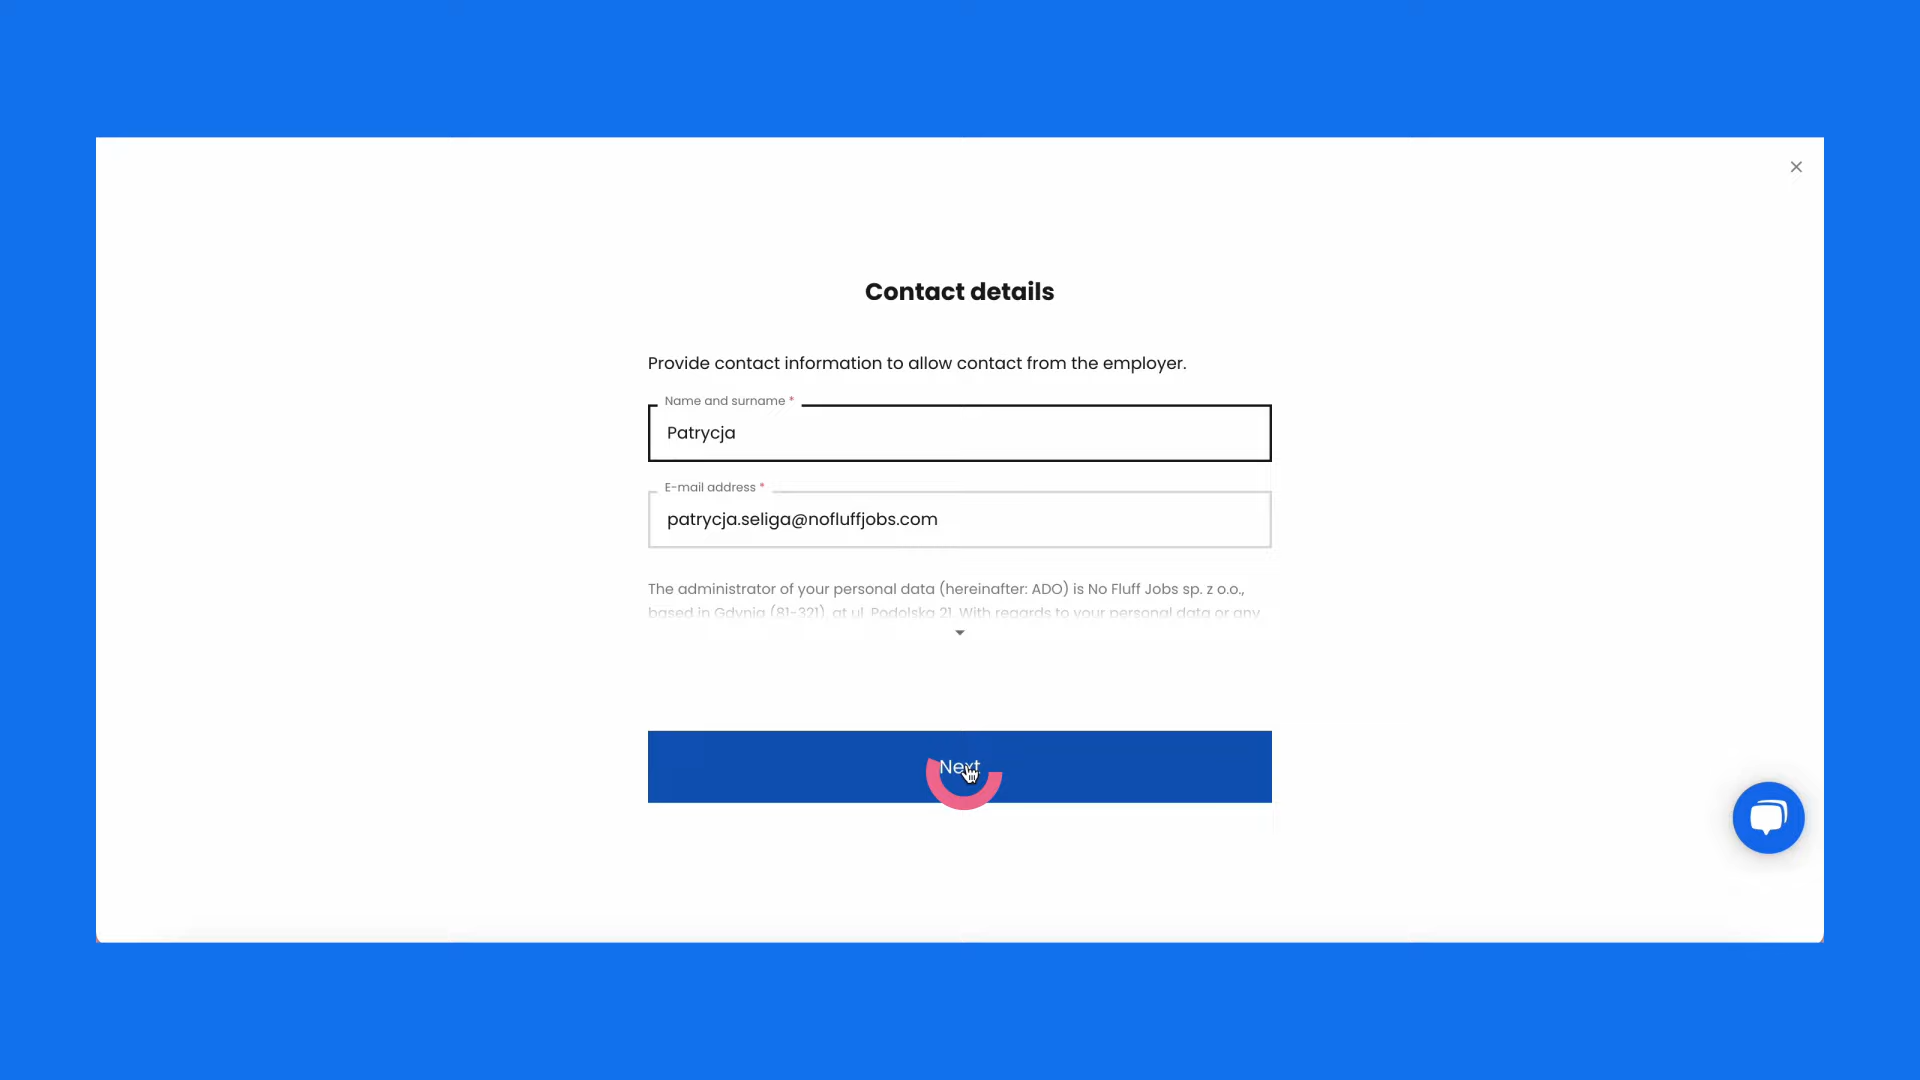 Contact details
Provide contact information to allow contact from the employer.
Name and surname *
Patrycja
E-mail address *
patrycja.seliga@nofluffjobs.com
The administrator of your personal data (hereinafter: ADO) is No Fluff Jobs sp. z o.o.,
based in Gdynia (81-321), at ul. Podolska 21. With regards to your personal data or any
Next